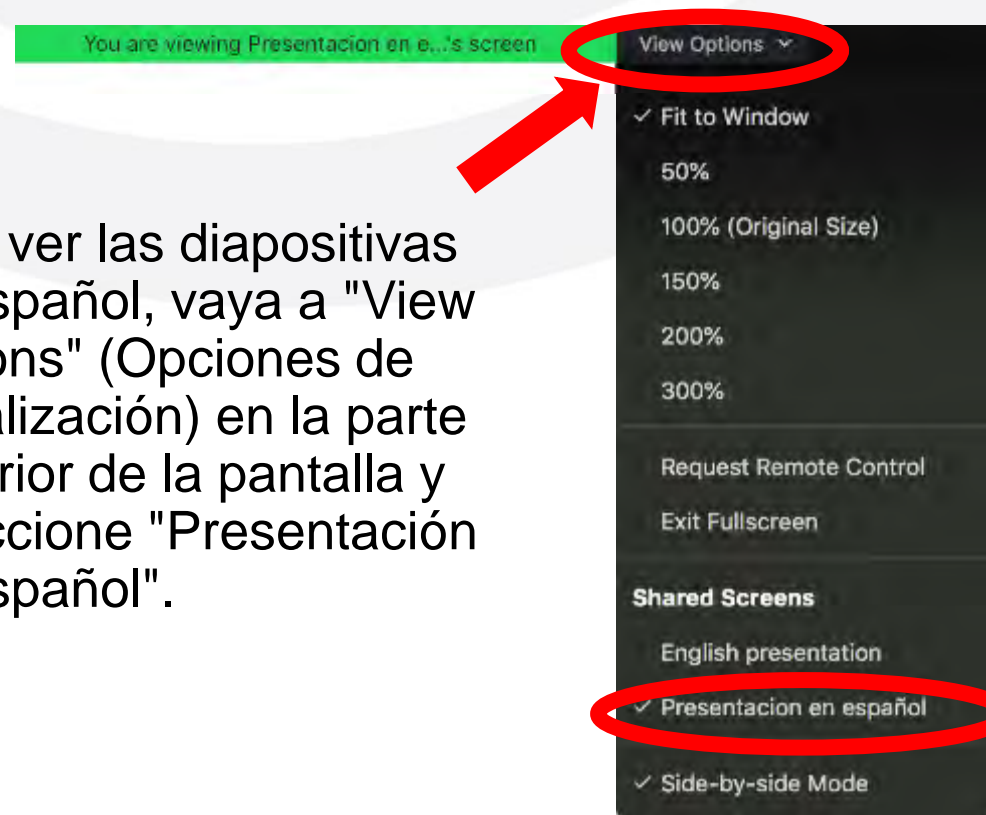 You are viewing Presentacion en e...'s screen
View Options
Fit to Window
50%
100% (Original Size)
150%
200%
300%
Request Remote Control
Exit Fullscreen
Shared Screens
English presentation
Presentacion en español
Side-by-side Mode
ver las diapositivas
spañol, vaya a "View
ons" (Opciones de
alización) en la parte
rior de la pantalla y
ccione "Presentación
spañol".